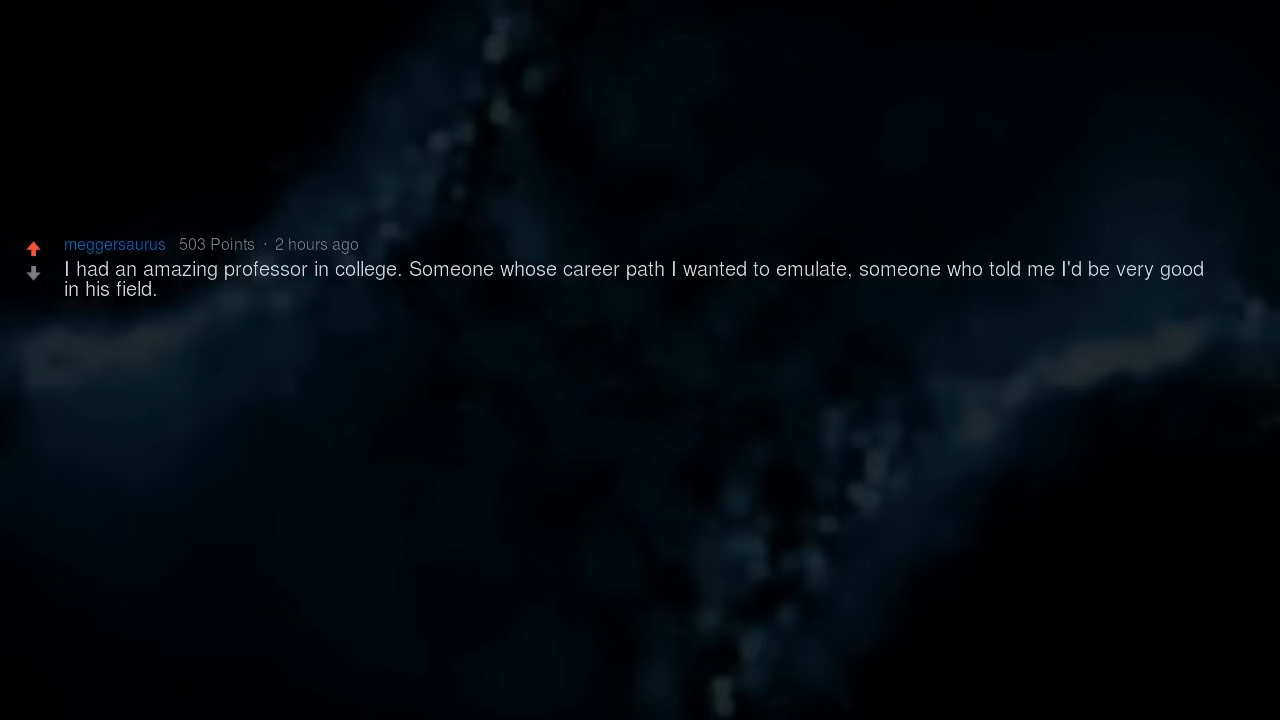 meggersaurus 503 Points · 2 hours ago
I had an amazing professor in college. Someone whose career path I wanted to emulate, someone who told me I'd be very good
in his field.